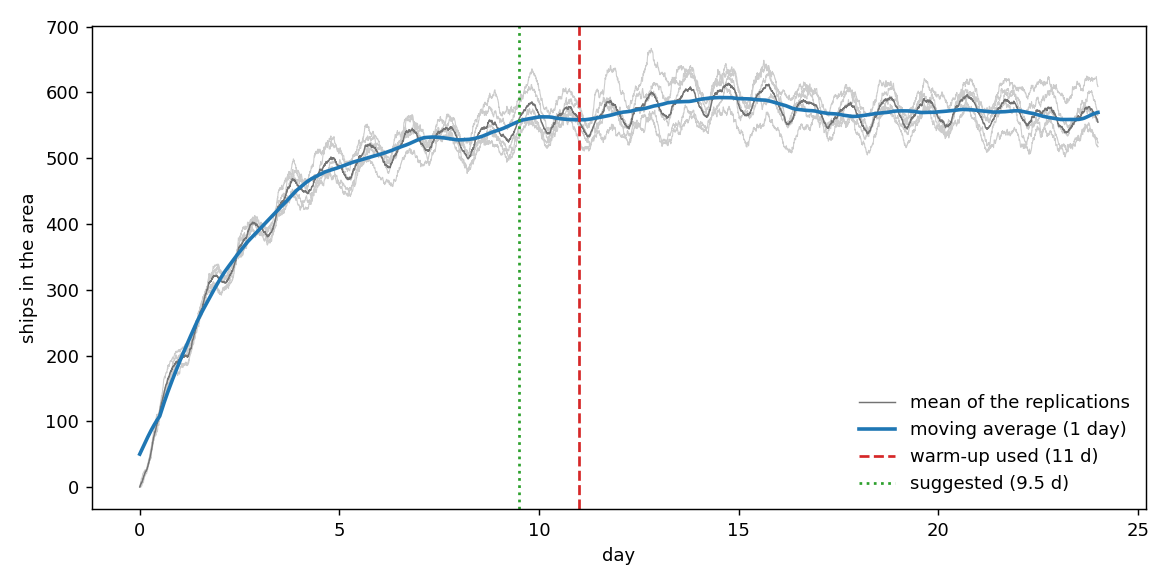 700
600
500
400
300
200
100
0
ships in the area
mean of the replications
moving average (1 day)
warm-up used (11 d)
suggested (9.5 d)
0 5 10 15 20 25
day